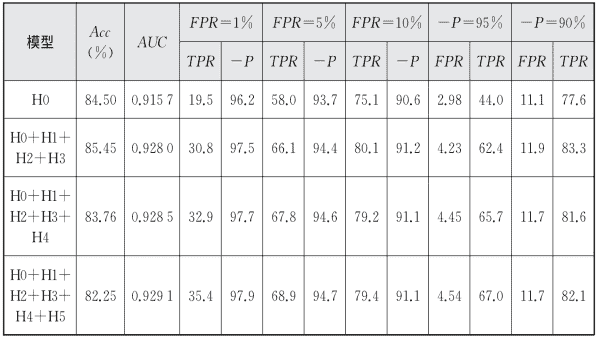 模型 Acc (%) AUC FPR=1% FPR=5% FPR=10% -P=95% -P=90%
TPR -P TPR -P TPR -P FPR TPR FPR TPR
H0 84.50 0.915 7 19.5 96.2 58.0 93.7 75.1 90.6 2.98 44.0 11.1 77.6
H0+H1+
H2+H3 85.45 0.928 0 30.8 97.5 66.1 94.4 80.1 91.2 4.23 62.4 11.9 83.3
H0+H1+
H2+H3+ 83.76 0.928 5 32.9 97.7 67.8 94.6 79.2 91.1 4.45 65.7 11.7 81.6
H4
H0+H1+
H2+H3+ 82.25 0.929 1 35.4 97.9 68.9 94.7 79.4 91.1 4.54 67.0 11.7 82.1
H4+H5